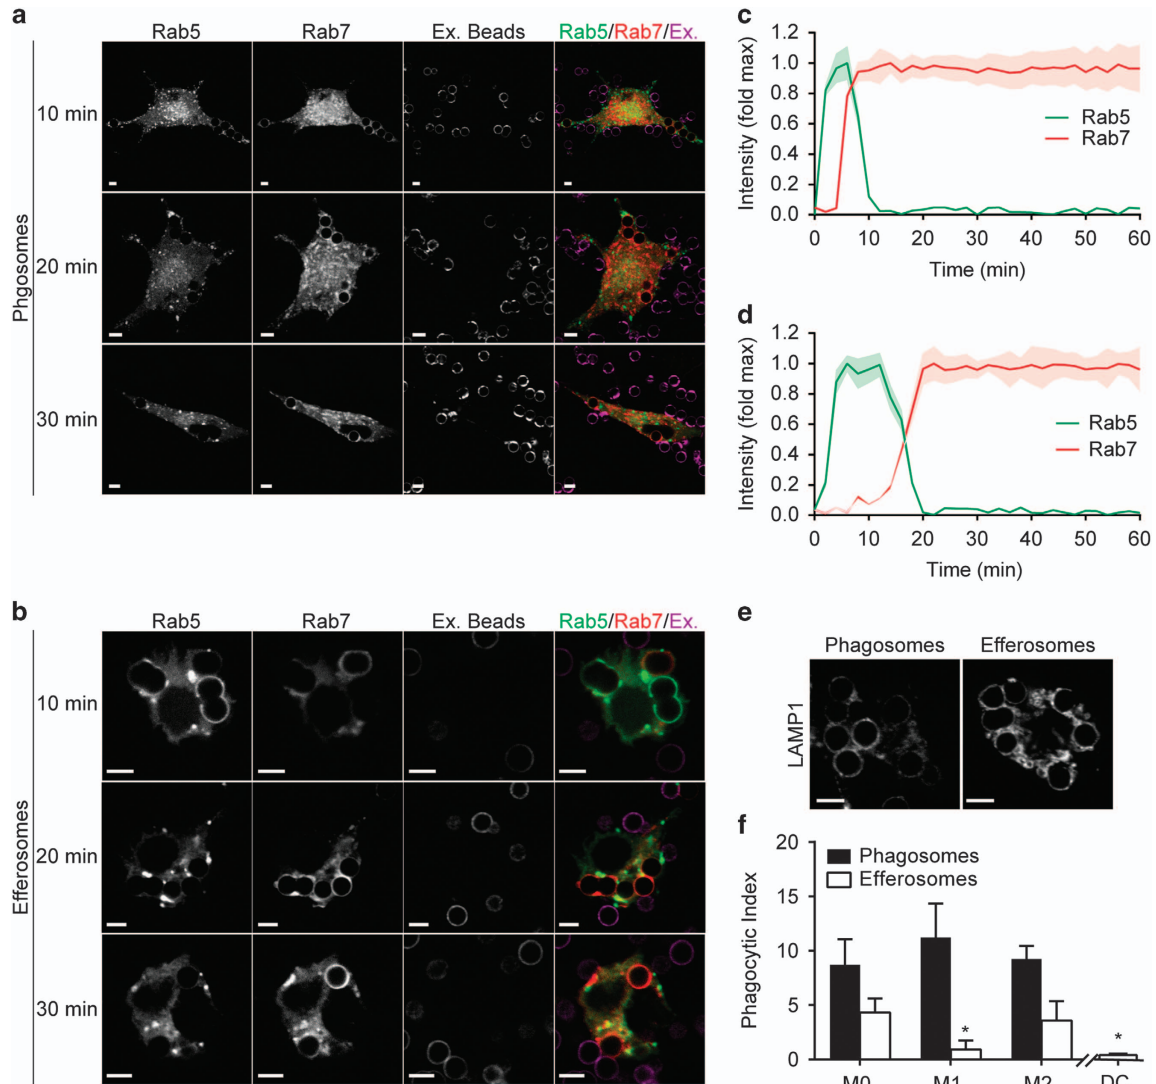 a
Rab5 Rab7 Ex. Beads Rab5/Rab7/Ex.
10 min
20 min
30 min
Phgosomes
c
1.2
1.0
0.8
0.6
0.4
0.2
0.0
Intensity (fold max)
Rab5
Rab7
0 10 20 30 40 50 60
Time (min)
d
1.2
1.0
0.8
0.6
0.4
0.2
0.0
Intensity (fold max)
Rab5
Rab7
0 10 20 30 40 50 60
Time (min)
b
Rab5 Rab7 Ex. Beads Rab5/Rab7/Ex.
10 min
20 min
30 min
Efferosomes
e
Phagosomes Efferosomes
LAMP1
f
20
15
10
5
0
Phagocytic Index
Phagosomes
Efferosomes
*
*
M0 M1 M2 DC